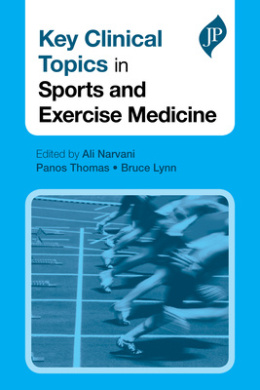 JP
Key Clinical
Topics in
Sports and
Exercise Medicine
Edited by Ali Narvani
Panos Thomas • Bruce Lynn